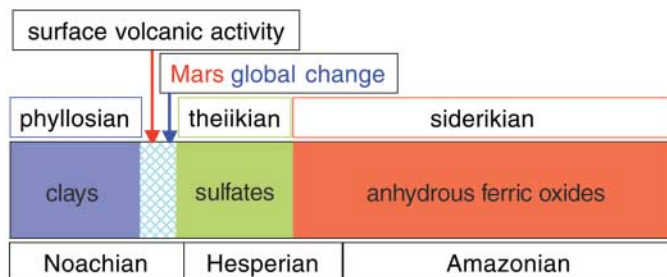 surface volcanic activity
Mars global change
phyllosian theiikian siderikian
clays sulfates anhydrous ferric oxides
Noachian Hesperian Amazonian